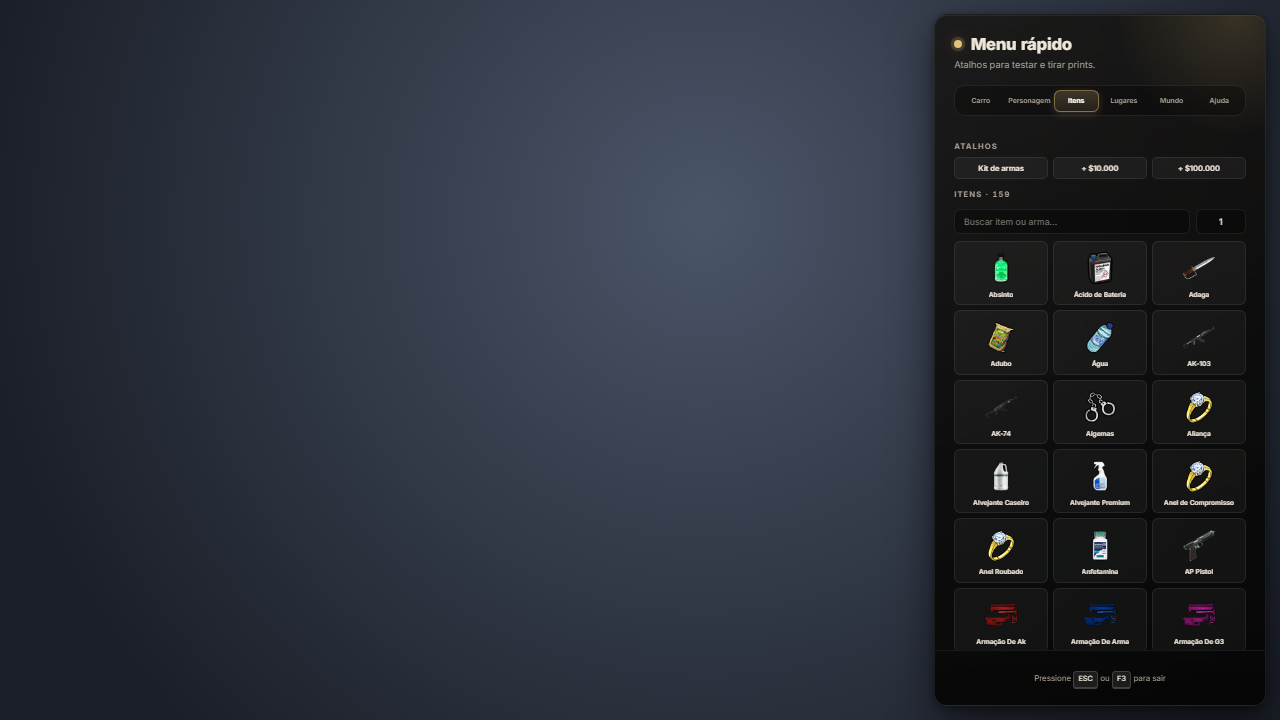 Menu rápido
Atalhos para testar e tirar prints.
Carro Personagem Itens Lugares Mundo Ajuda
ATALHOS
Kit de armas + $10.000 + $100.000
ITENS · 159
Buscar item ou arma... 1
Absinto Ácido de Bateria Adaga
Adubo Água AK-103
AK-74 Algemas Aliança
Alvejante Caseiro Alvejante Premium Anel de Compromisso
Anel Roubado Anfetamina AP Pistol
Armação De Ak Armação De Arma Armação De G3
Pressione ESC ou F3 para sair